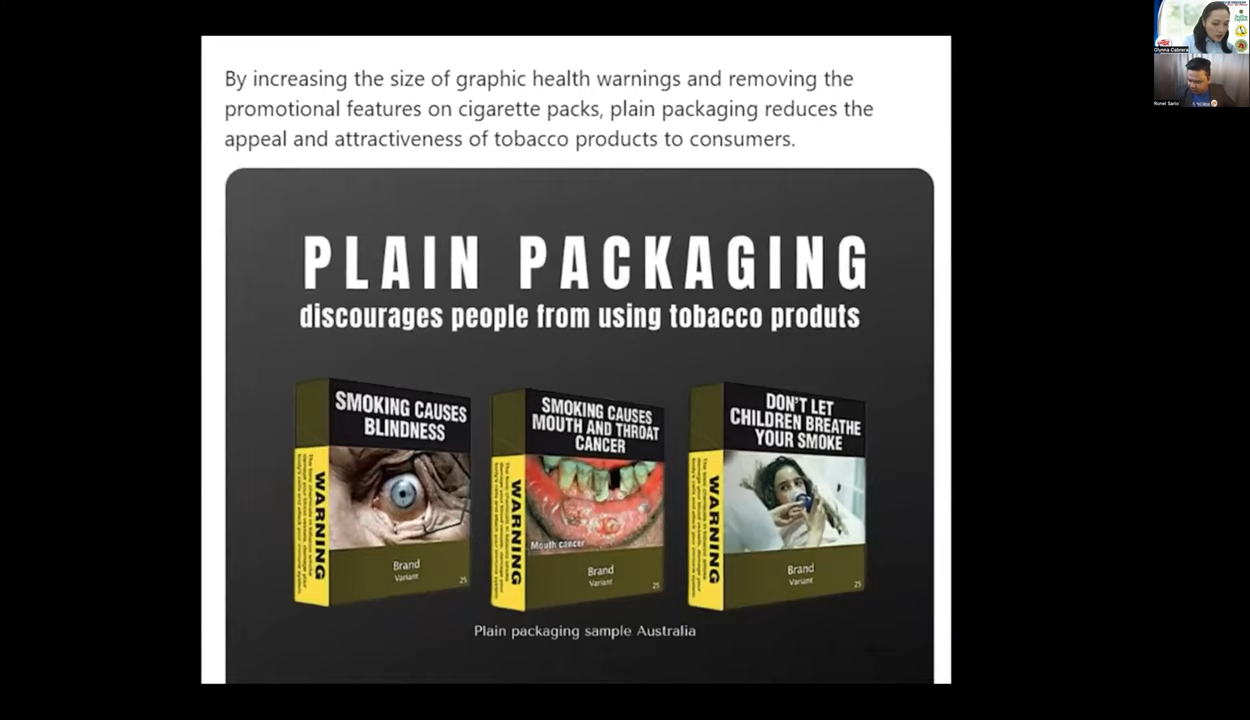 By increasing the size of graphic health warnings and removing the
promotional features on cigarette packs, plain packaging reduces the
appeal and attractiveness of tobacco products to consumers.
PLAIN PACKAGING
discourages people from using tobacco produts
SMOKING CAUSES
BLINDNESS
WARNING
Brand
Variant
25
SMOKING CAUSES
MOUTH AND THROAT
CANCER
WARNING
Mouth cancer
Brand
Variant
25
DON'T LET
CHILDREN BREATHE
YOUR SMOKE
WARNING
Brand
Variant
25
Plain packaging sample Australia
Glynna Cabrera
Ronel Sario